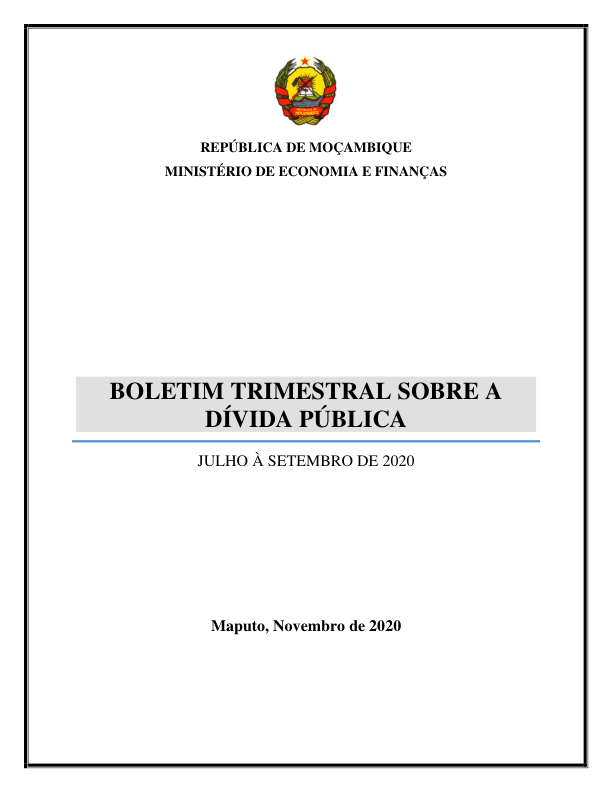 REPÚBLICA DE MOÇAMBIQUE
MINISTÉRIO DE ECONOMIA E FINANÇAS
BOLETIM TRIMESTRAL SOBRE A
DÍVIDA PÚBLICA
JULHO À SETEMBRO DE 2020
Maputo, Novembro de 2020